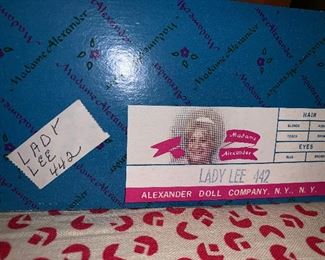 Madame Alexander
LADY
LEE
442
HAIR
Madame
Alexander
EYES
LADY LEE 442
ALEXANDER DOLL COMPANY, N.Y., N.Y.